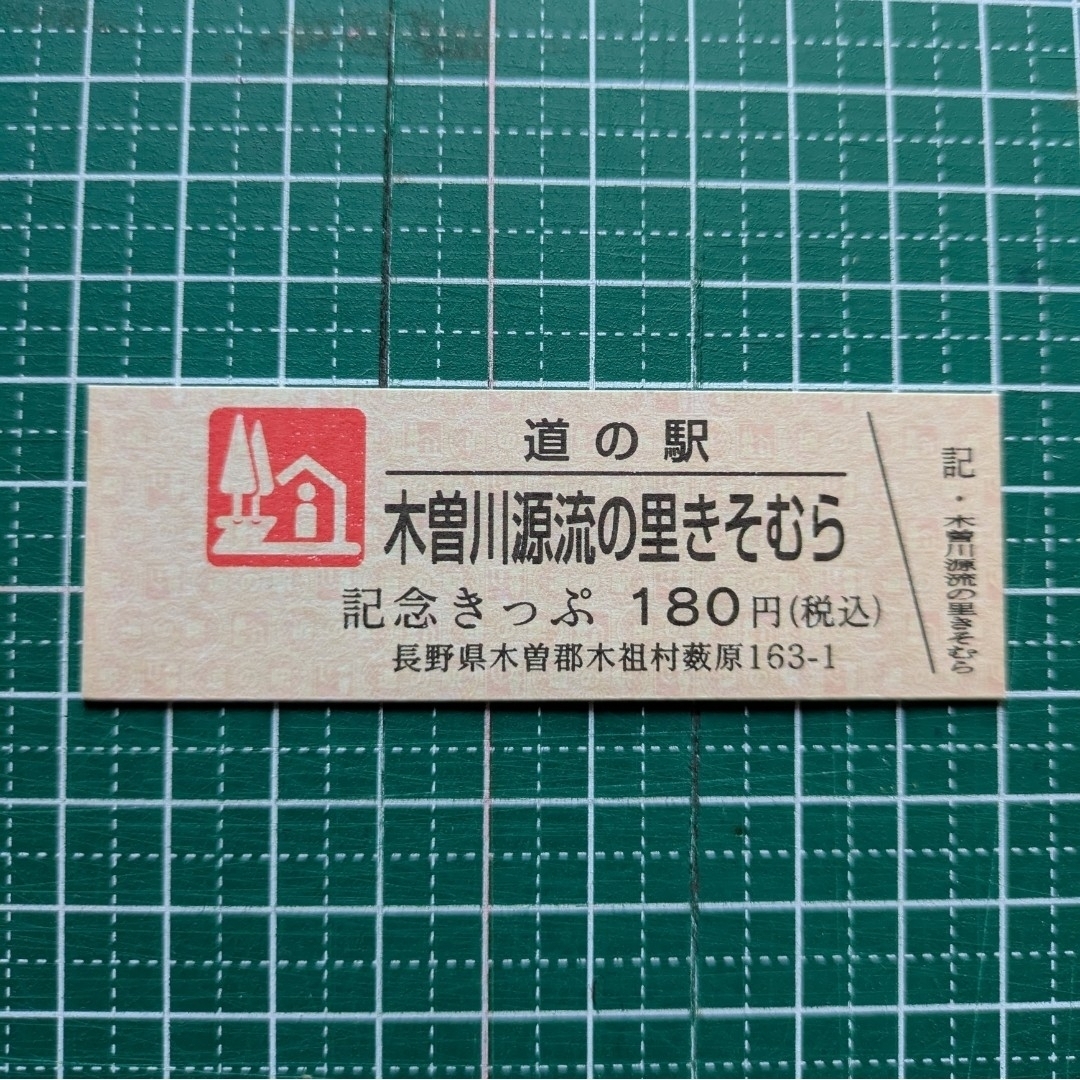 道の駅
木曽川源流の里きそむら
記念きっぷ 180円(税込)
長野県木曽郡木祖村薮原163-1
記・木曽川源流の里きそむら